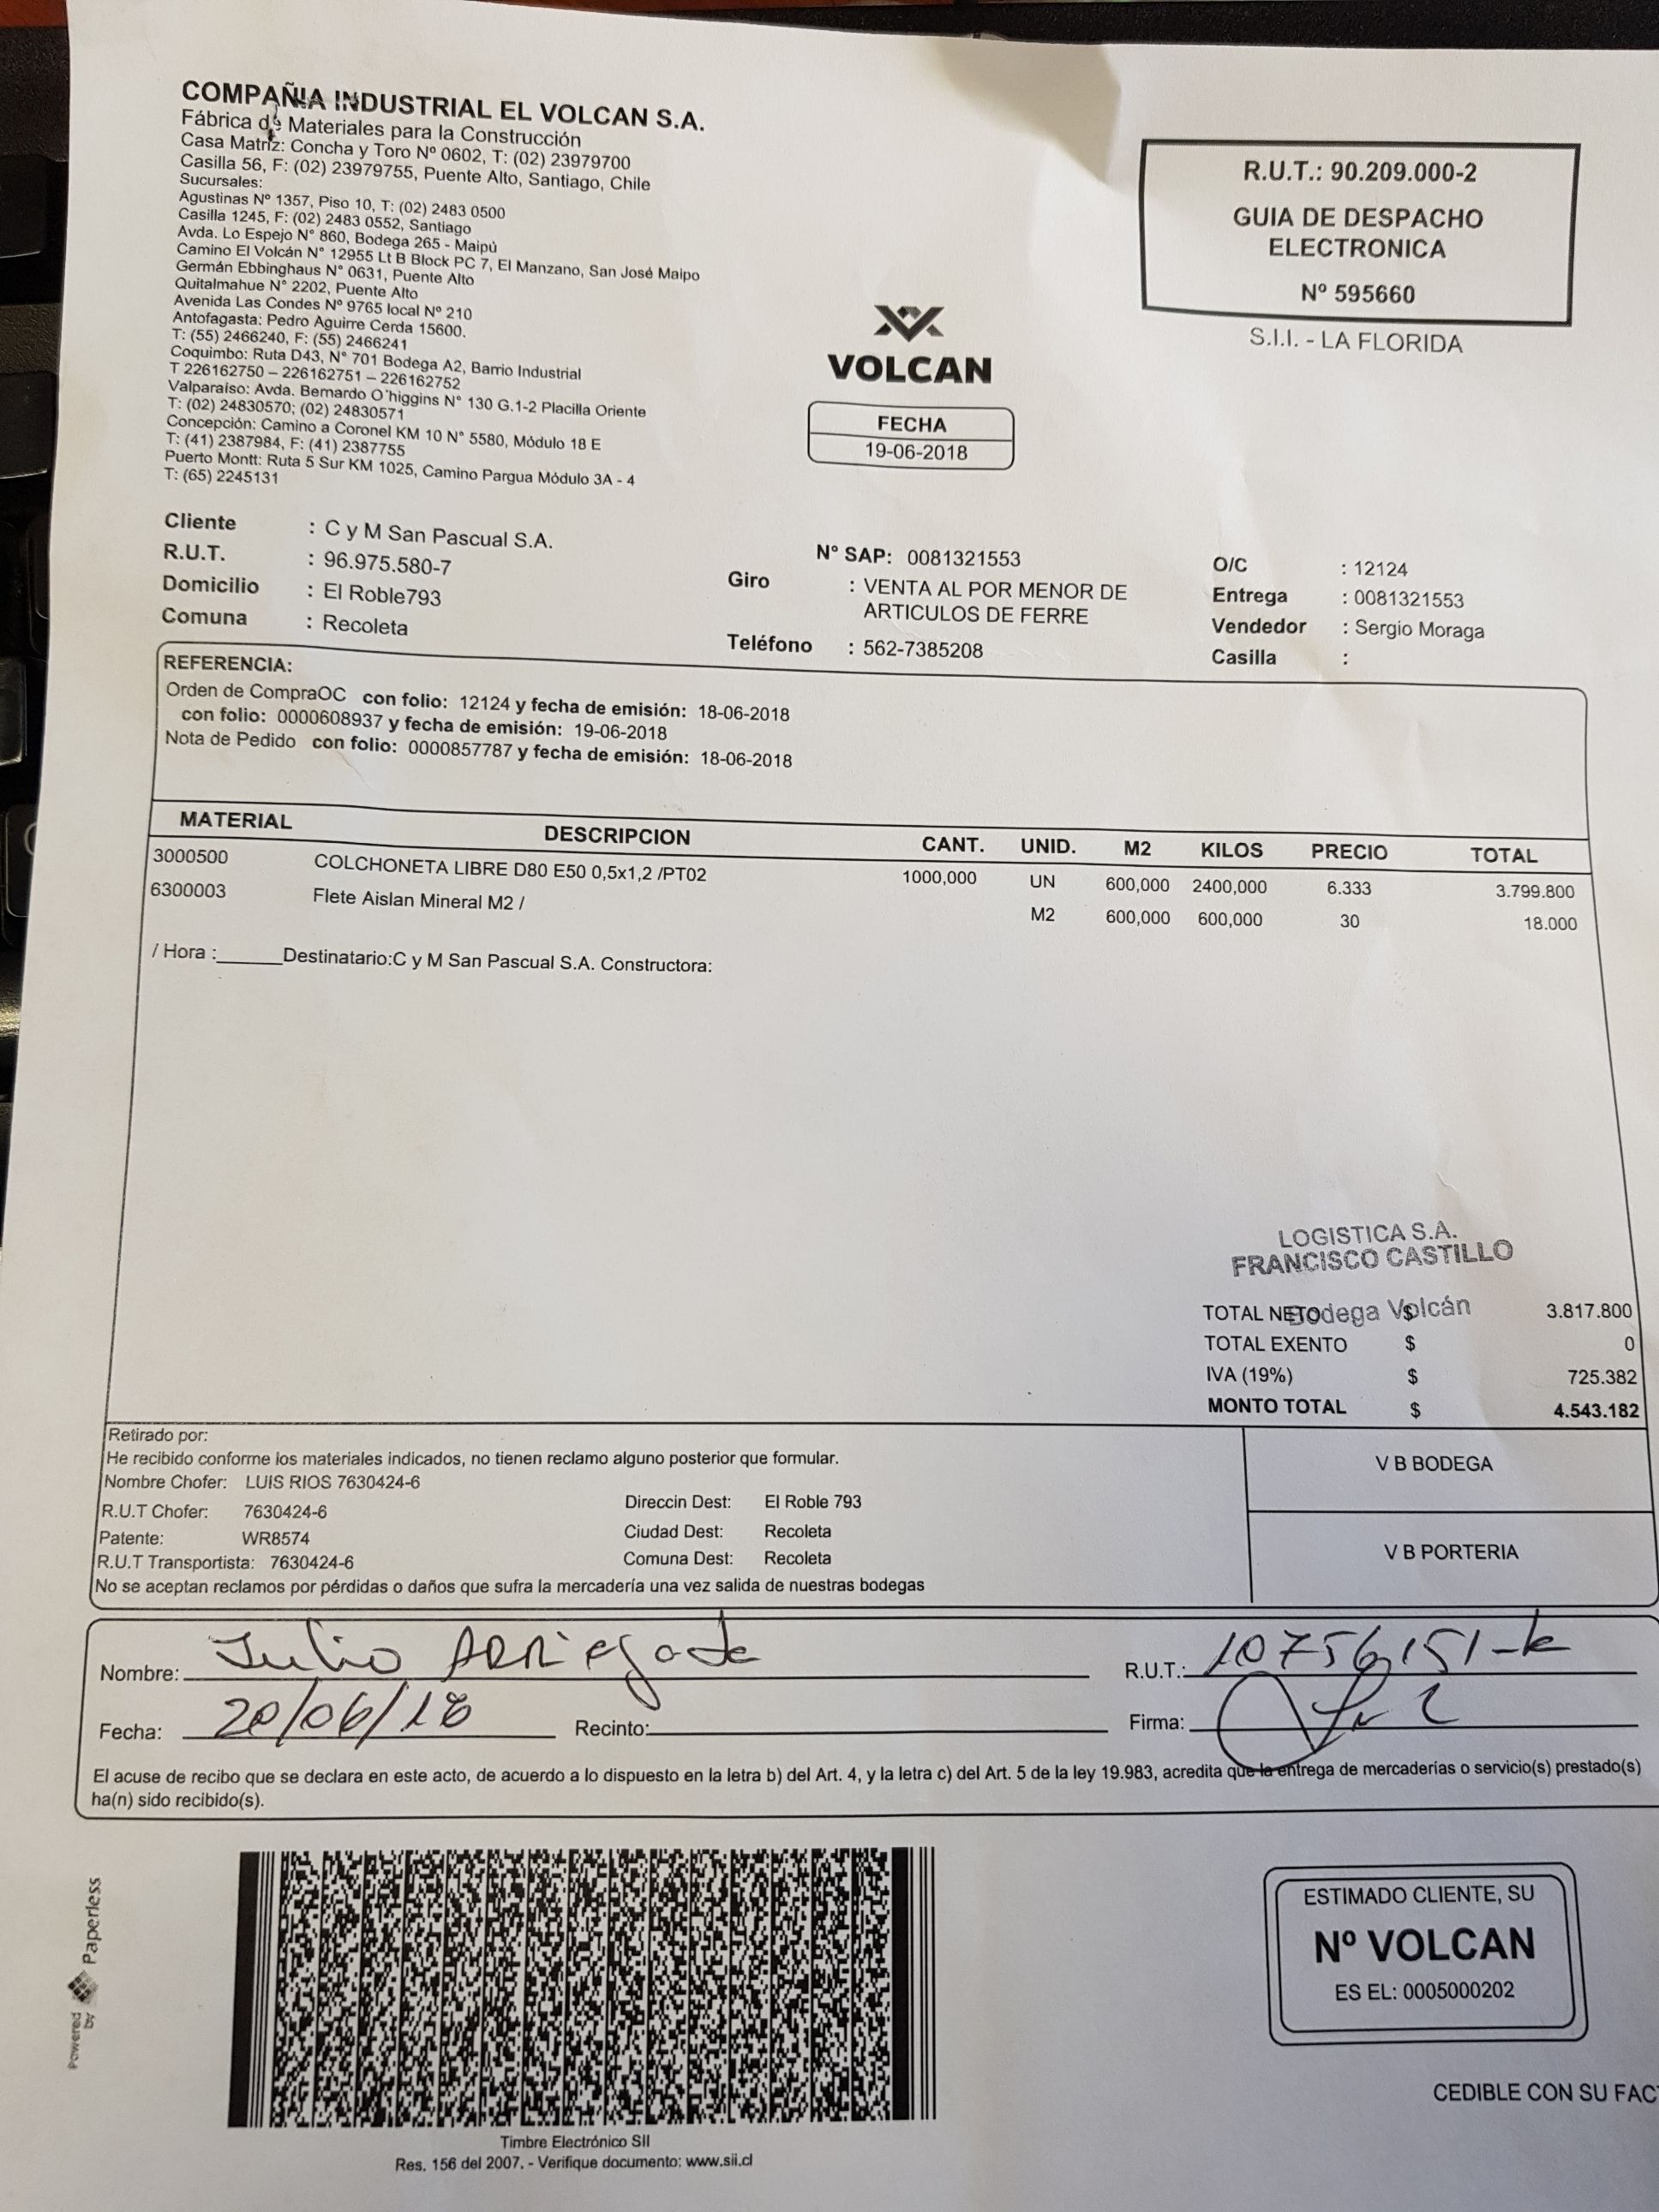 COMPAÑIA INDUSTRIAL EL VOLCAN S.A.
Fábrica de Materiales para la Construcción
Casa Matriz: Concha y Toro Nº 0602, T: (02) 23979700
Casilla 56, F: (02) 23979755, Puente Alto, Santiago, Chile
Sucursales:
Agustinas Nº 1357, Piso 10, T: (02) 2483 0500
Casilla 1245, F: (02) 2483 0552, Santiago
Avda. Lo Espejo N° 860, Bodega 265 - Maipú
Camino El Volcán N° 12955 Lt B Block PC 7, El Manzano, San José Maipo
Germán Ebbinghaus N° 0631, Puente Alto
Quitalmahue N° 2202, Puente Alto
Avenida Las Condes Nº 9765 local Nº 210
Antofagasta: Pedro Aguirre Cerda 15600.
T: (55) 2466240, F: (55) 2466241
Coquimbo: Ruta D43, N° 701 Bodega A2, Barrio Industrial
T 226162750 – 226162751 – 226162752
Valparaiso: Avda. Bernardo O´higgins N° 130 G.1-2 Placilla Oriente
T: (02) 24830570; (02) 24830571
Concepción: Camino a Coronel KM 10 N° 5580, Módulo 18 E
T: (41) 2387984, F: (41) 2387755
Puerto Montt: Ruta 5 Sur KM 1025, Camino Pargua Módulo 3A - 4
T: (65) 2245131
R.U.T.: 90.209.000-2
GUIA DE DESPACHO
ELECTRONICA
Nº 595660
S.I.I. - LA FLORIDA
VOLCAN
FECHA
19-06-2018
Cliente : C y M San Pascual S.A.
R.U.T. : 96.975.580-7
Domicilio : El Roble793
Comuna : Recoleta
N° SAP: 0081321553
Giro : VENTA AL POR MENOR DE
ARTICULOS DE FERRE
Teléfono : 562-7385208
O/C : 12124
Entrega : 0081321553
Vendedor : Sergio Moraga
Casilla :
REFERENCIA:
Orden de CompraOC con folio: 12124 y fecha de emisión: 18-06-2018
con folio: 0000608937 y fecha de emisión: 19-06-2018
Nota de Pedido con folio: 0000857787 y fecha de emisión: 18-06-2018
MATERIAL DESCRIPCION CANT. UNID. M2 KILOS PRECIO TOTAL
3000500 COLCHONETA LIBRE D80 E50 0,5x1,2 /PT02 1000,000 UN 600,000 2400,000 6.333 3.799.800
6300003 Flete Aislan Mineral M2 / M2 600,000 600,000 30 18.000
/ Hora :______Destinatario:C y M San Pascual S.A. Constructora:
LOGISTICA S.A.
FRANCISCO CASTILLO
Bodega Volcán
TOTAL NETO $ 3.817.800
TOTAL EXENTO $ 0
IVA (19%) $ 725.382
MONTO TOTAL $ 4.543.182
Retirado por:
He recibido conforme los materiales indicados, no tienen reclamo alguno posterior que formular.
Nombre Chofer: LUIS RIOS 7630424-6
R.U.T Chofer: 7630424-6
Patente: WR8574
R.U.T Transportista: 7630424-6
Direccin Dest: El Roble 793
Ciudad Dest: Recoleta
Comuna Dest: Recoleta
No se aceptan reclamos por pérdidas o daños que sufra la mercadería una vez salida de nuestras bodegas
V B BODEGA
V B PORTERIA
Nombre: Julio ARRiegada R.U.T.: 10756151-k
Fecha: 20/06/18 Recinto: Firma:
El acuse de recibo que se declara en este acto, de acuerdo a lo dispuesto en la letra b) del Art. 4, y la letra c) del Art. 5 de la ley 19.983, acredita que la entrega de mercaderías o servicio(s) prestado(s)
ha(n) sido recibido(s).
Powered by Paperless
Timbre Electrónico SII
Res. 156 del 2007. - Verifique documento: www.sii.cl
ESTIMADO CLIENTE, SU
Nº VOLCAN
ES EL: 0005000202
CEDIBLE CON SU FAC